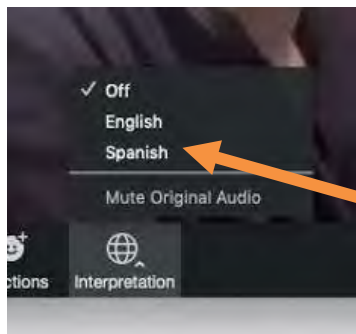 Off
English
Spanish
Mute Original Audio
ctions
Interpretation